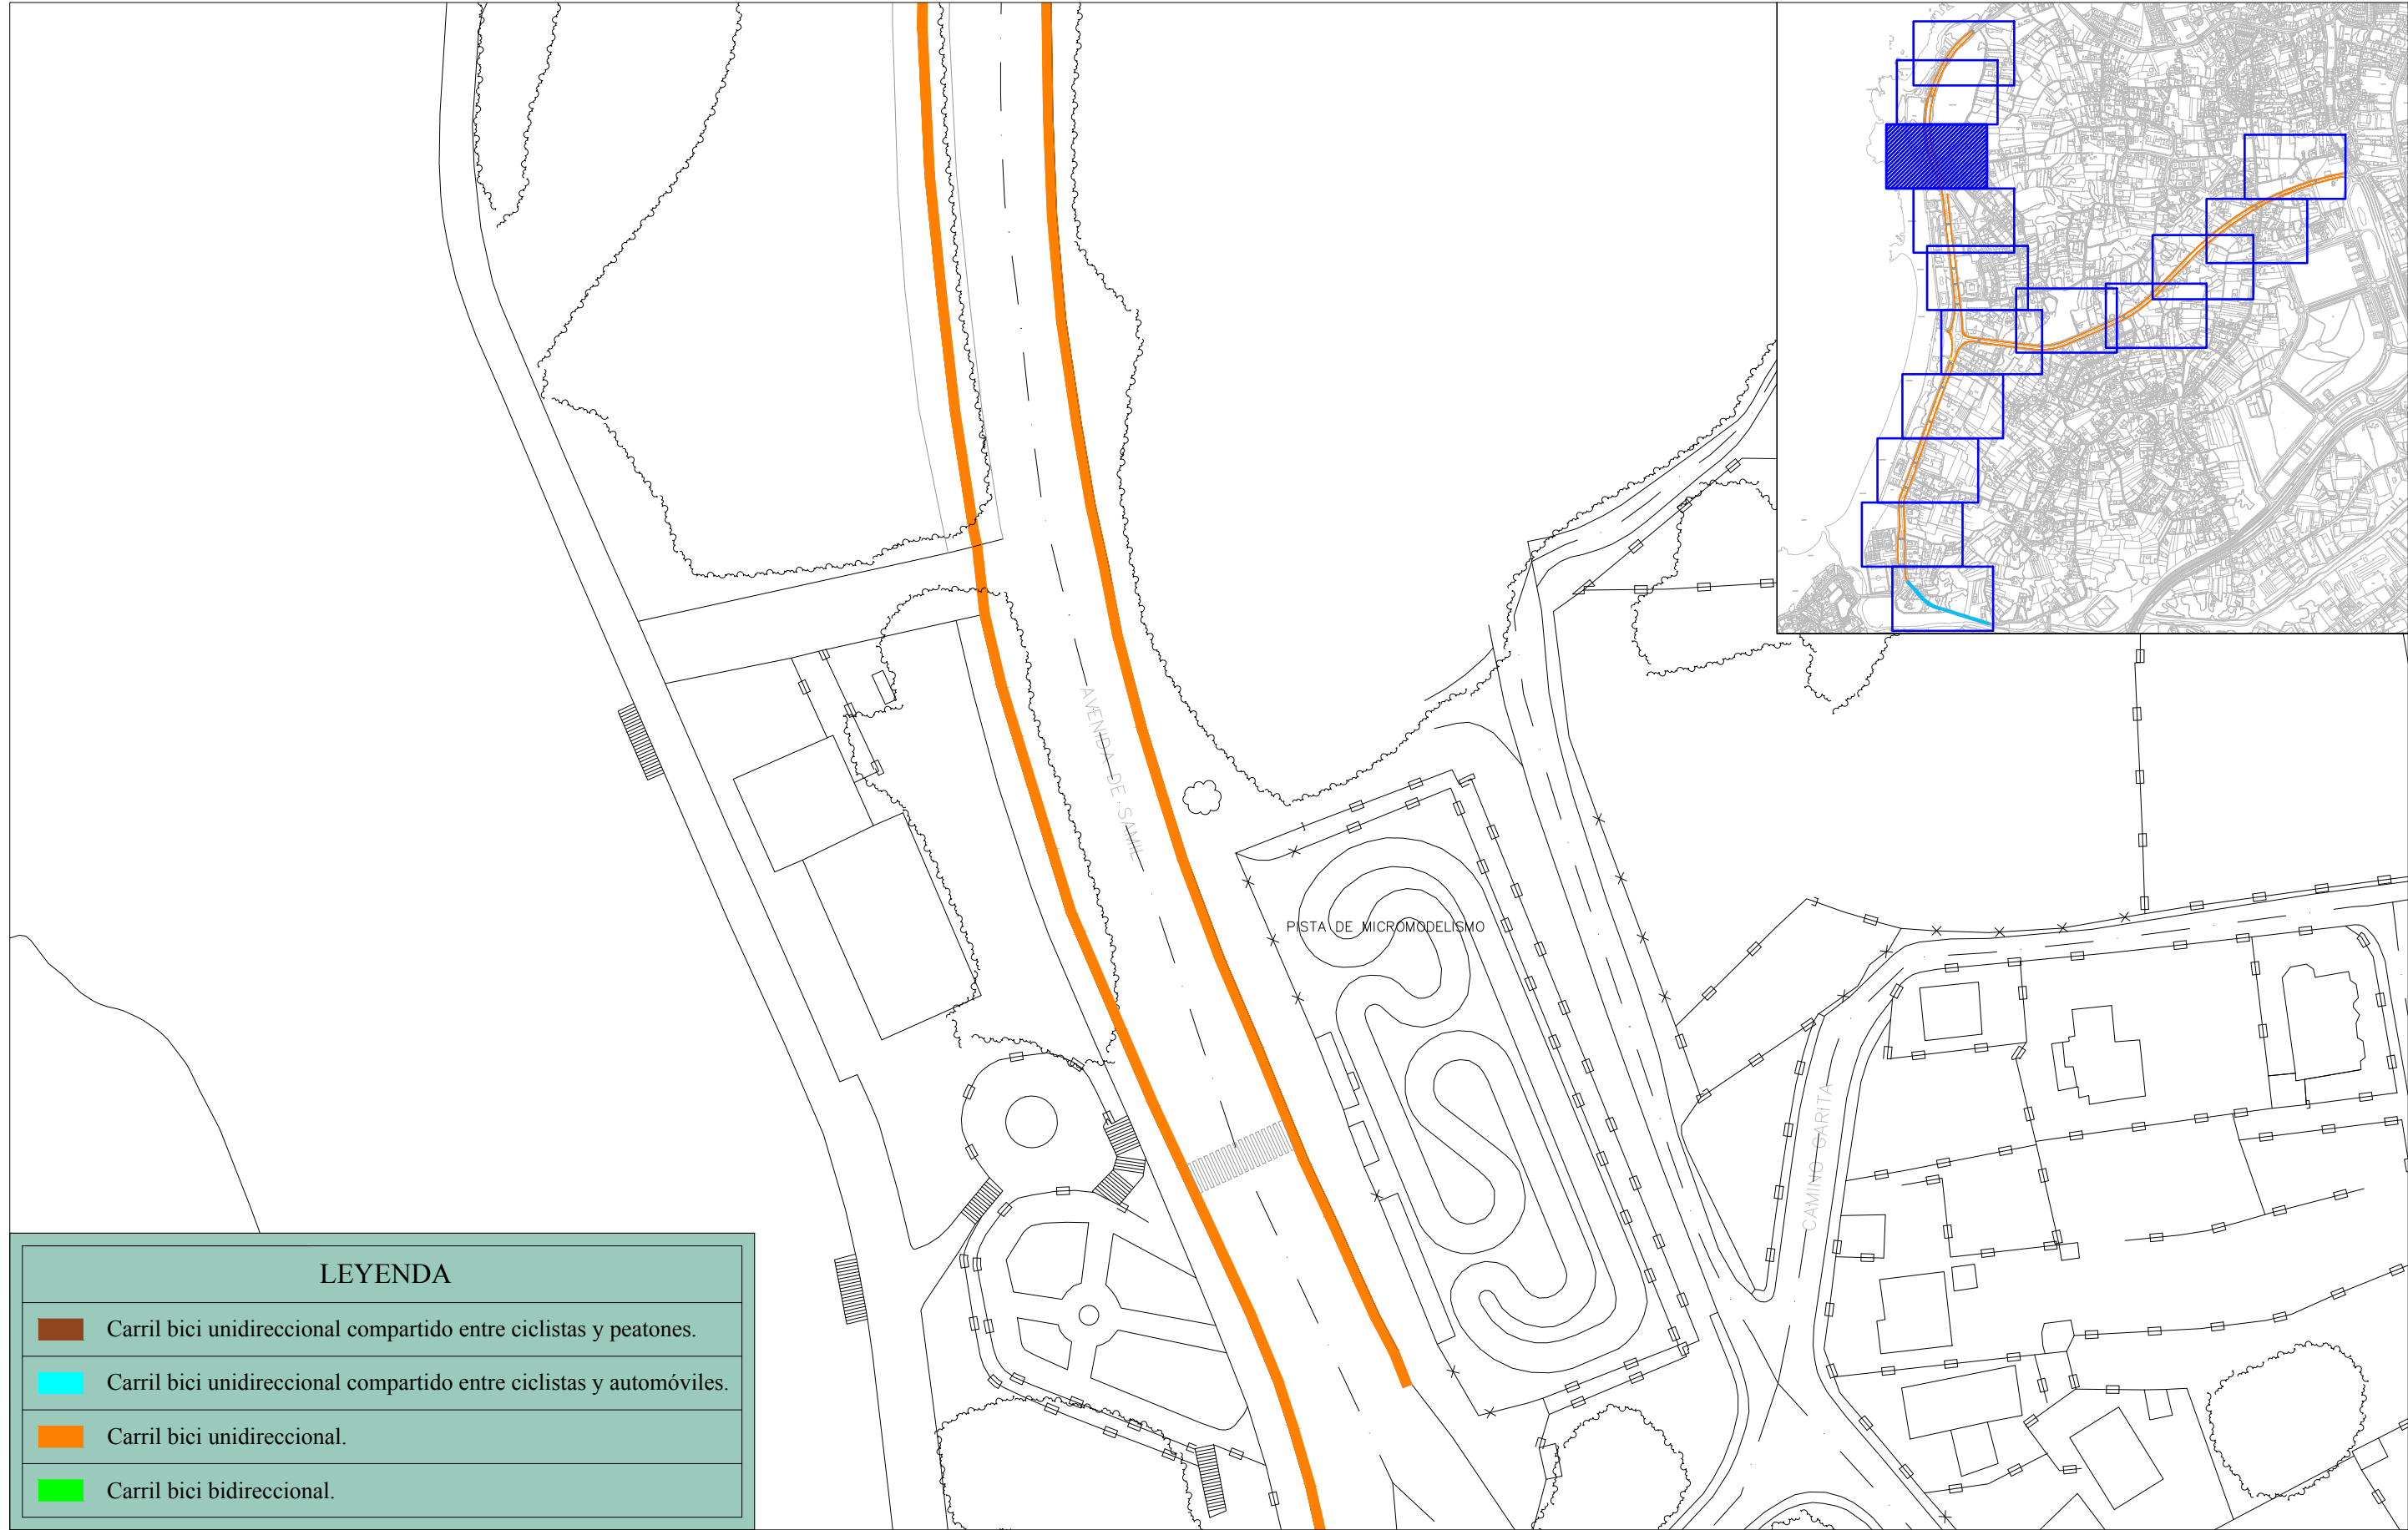 AVENIDA DE SAMIL
PISTA DE MICROMODELISMO
CAMINO GARITA
LEYENDA
Carril bici unidireccional compartido entre ciclistas y peatones.
Carril bici unidireccional compartido entre ciclistas y automóviles.
Carril bici unidireccional.
Carril bici bidireccional.